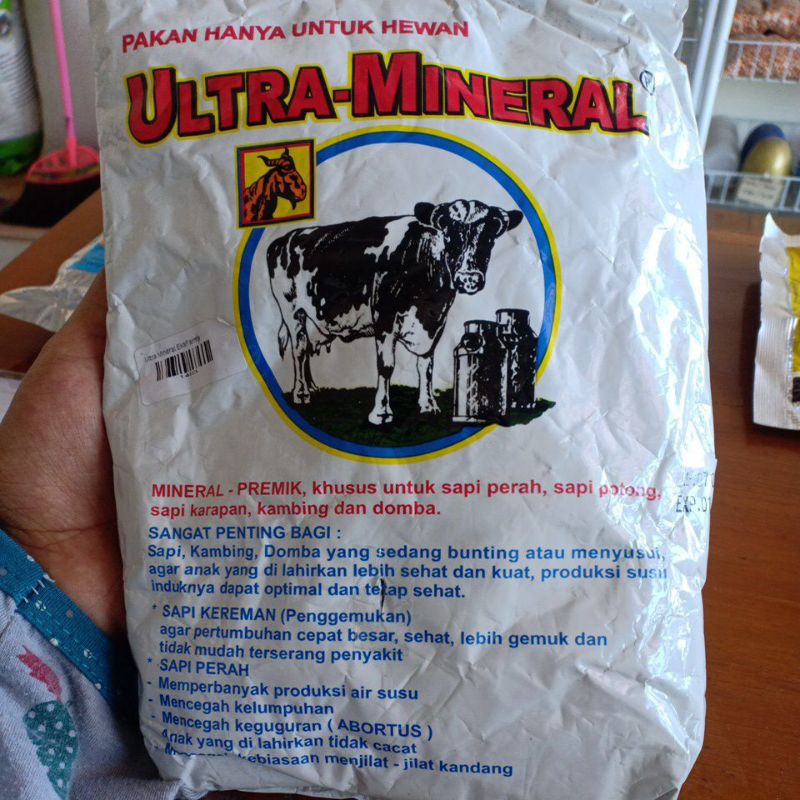 PAKAN HANYA UNTUK HEWAN
ULTRA-MINERAL
Ultra Mineral
MINERAL - PREMIK, khusus untuk sapi perah, sapi potong,
sapi karapan, kambing dan domba.
EXP.01
SANGAT PENTING BAGI :
Sapi, Kambing, Domba yang sedang bunting atau menyusui,
agar anak yang di lahirkan lebih sehat dan kuat, produksi susu
induknya dapat optimal dan tetap sehat.
* SAPI KEREMAN (Penggemukan)
agar pertumbuhan cepat besar, sehat, lebih gemuk dan
tidak mudah terserang penyakit
* SAPI PERAH
- Memperbanyak produksi air susu
- Mencegah kelumpuhan
- Mencegah keguguran ( ABORTUS )
Anak yang di lahirkan tidak cacat
kebiasaan menjilat - jilat kandang